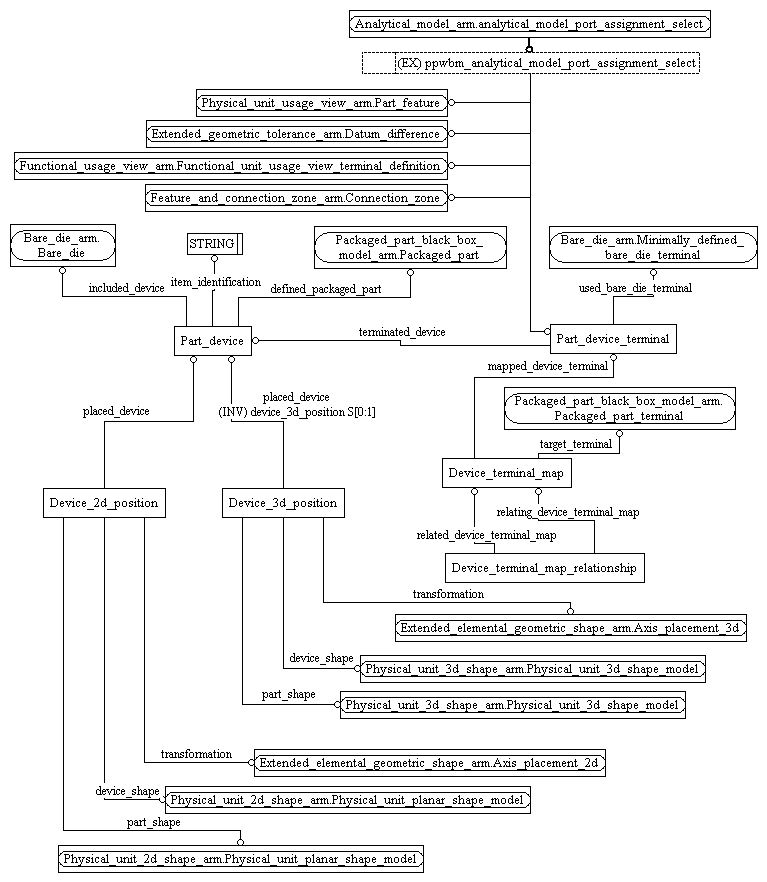 Analytical_model_arm.analytical_model_port_assignment_select
(EX) ppwbm_analytical_model_port_assignment_select
Physical_unit_usage_view_arm.Part_feature
Extended_geometric_tolerance_arm.Datum_difference
Functional_usage_view_arm.Functional_unit_usage_view_terminal_definition
Feature_and_connection_zone_arm.Connection_zone
Bare_die_arm.
Bare_die
STRING
Packaged_part_black_box_
model_arm.Packaged_part
Bare_die_arm.Minimally_defined_
bare_die_terminal
included_device
item_identification
defined_packaged_part
used_bare_die_terminal
Part_device
terminated_device
Part_device_terminal
mapped_device_terminal
placed_device
placed_device
(INV) device_3d_position S[0:1]
Packaged_part_black_box_model_arm.
Packaged_part_terminal
target_terminal
Device_terminal_map
Device_2d_position
Device_3d_position
relating_device_terminal_map
related_device_terminal_map
Device_terminal_map_relationship
transformation
Extended_elemental_geometric_shape_arm.Axis_placement_3d
device_shape
Physical_unit_3d_shape_arm.Physical_unit_3d_shape_model
part_shape
Physical_unit_3d_shape_arm.Physical_unit_3d_shape_model
transformation
Extended_elemental_geometric_shape_arm.Axis_placement_2d
device_shape
Physical_unit_2d_shape_arm.Physical_unit_planar_shape_model
part_shape
Physical_unit_2d_shape_arm.Physical_unit_planar_shape_model